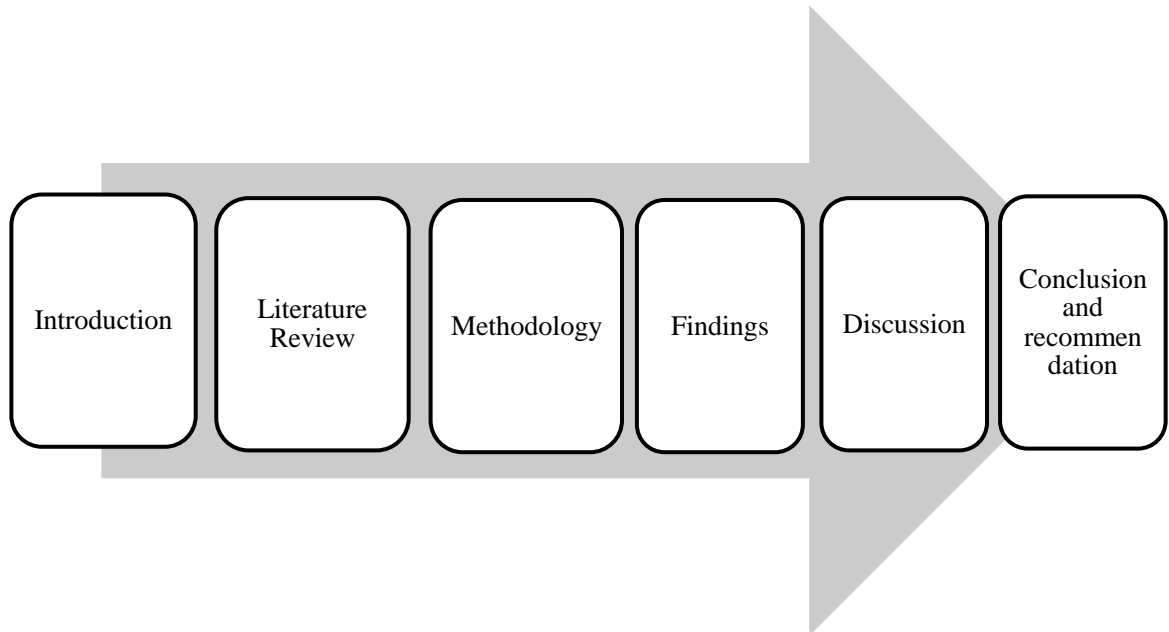 Introduction
Literature
Review
Methodology
Findings
Discussion
Conclusion
and
recommen
dation